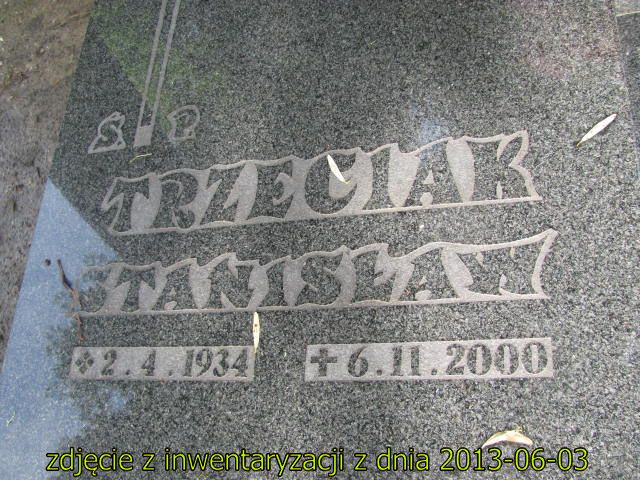 Ś P
TRZECIAK
STANISŁAW
2.4.1934 6.11.2000
zdjęcie z inwentaryzacji z dnia 2013-06-03